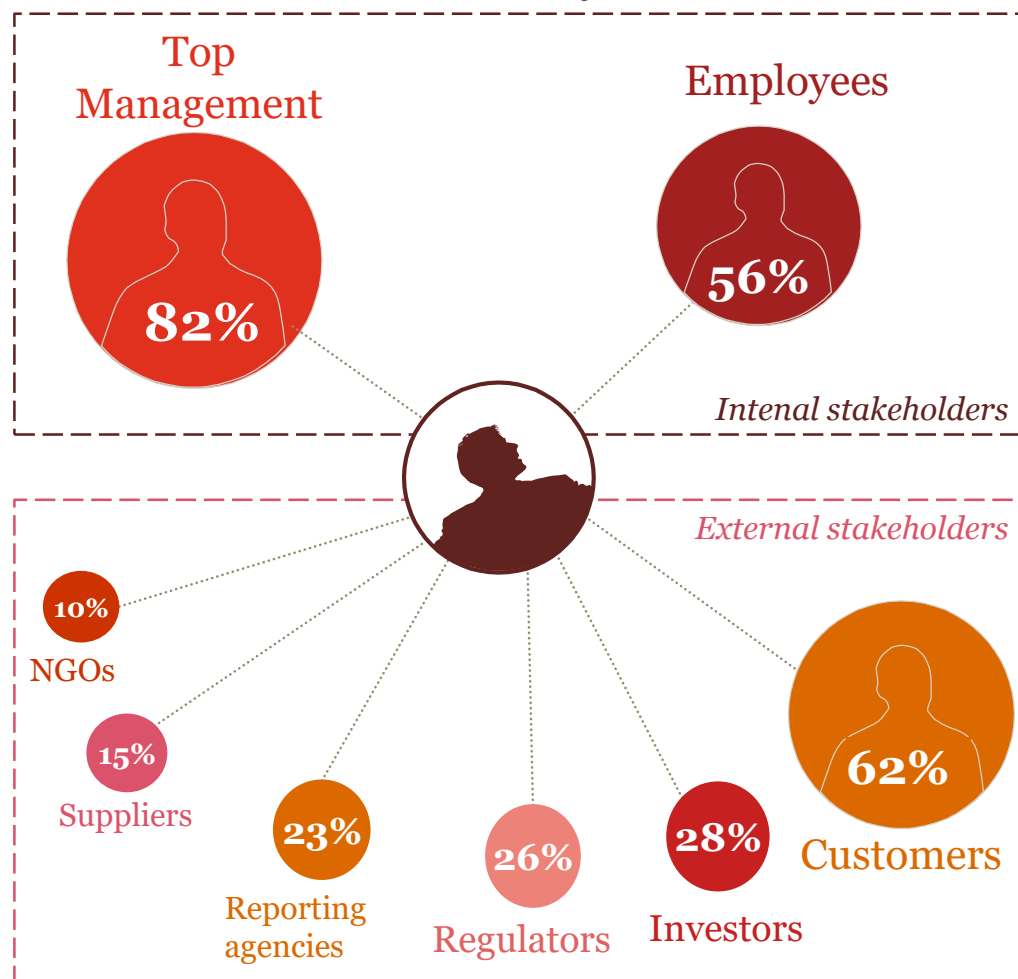 Top
Management
82%
Employees
56%
Intenal stakeholders
External stakeholders
10%
NGOs
15%
Suppliers
23%
Reporting
agencies
26%
Regulators
28%
Investors
62%
Customers